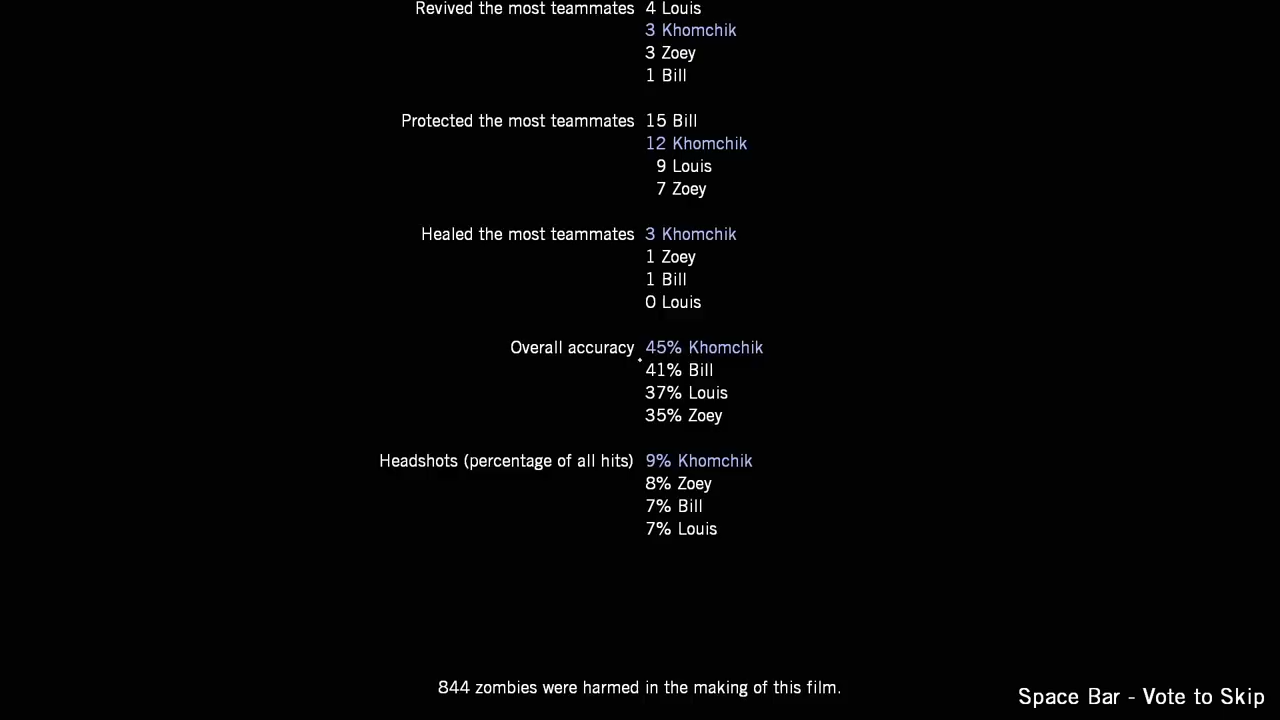 Revived the most teammates 4 Louis
3 Khomchik
3 Zoey
1 Bill
Protected the most teammates 15 Bill
12 Khomchik
9 Louis
7 Zoey
Healed the most teammates 3 Khomchik
1 Zoey
1 Bill
0 Louis
Overall accuracy 45% Khomchik
41% Bill
37% Louis
35% Zoey
Headshots (percentage of all hits) 9% Khomchik
8% Zoey
7% Bill
7% Louis
844 zombies were harmed in the making of this film.
Space Bar - Vote to Skip